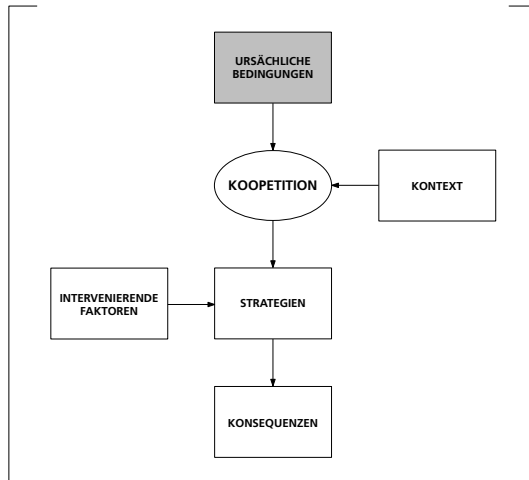 URSÄCHLICHE
BEDINGUNGEN
KOOPETITION
KONTEXT
INTERVENIERENDE
FAKTOREN
STRATEGIEN
KONSEQUENZEN